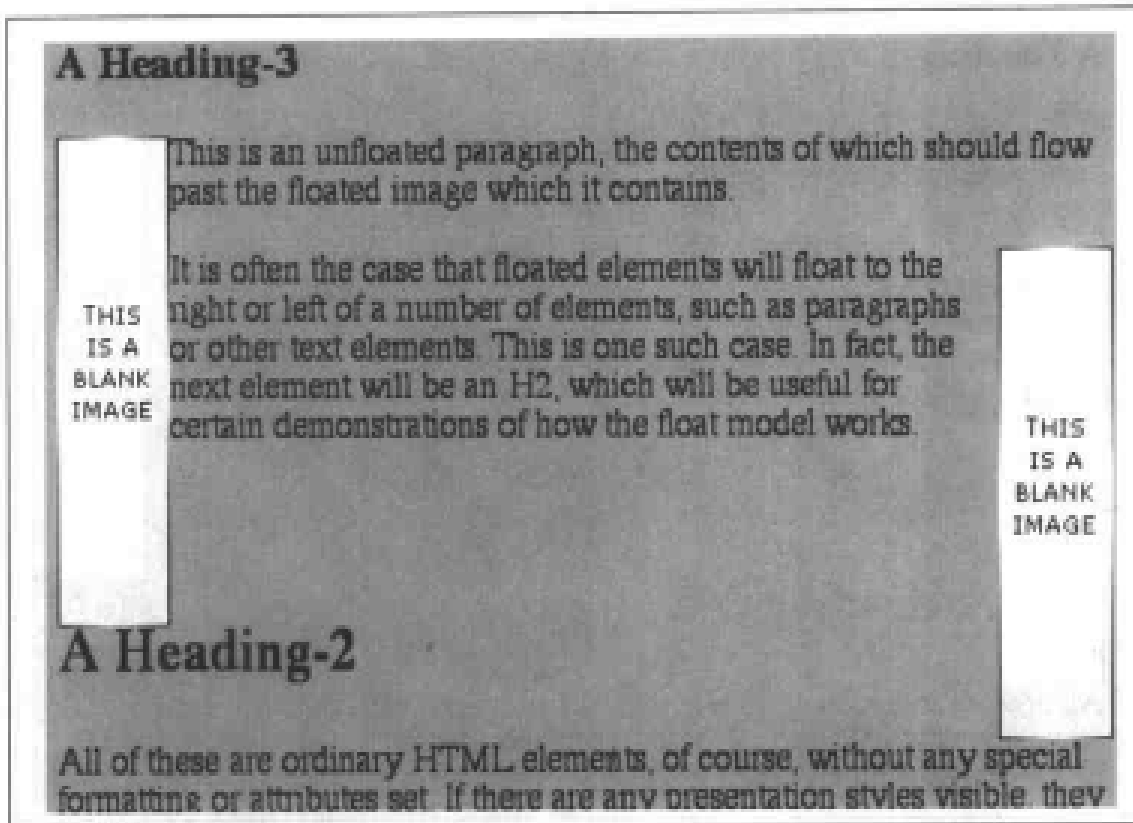 A Heading-3
This is an unfloated paragraph, the contents of which should flow
past the floated image which it contains.
It is often the case that floated elements will float to the
right or left of a number of elements, such as paragraphs
or other text elements. This is one such case. In fact, the
next element will be an H2, which will be useful for
certain demonstrations of how the float model works.
THIS
IS A
BLANK
IMAGE
THIS
IS A
BLANK
IMAGE
A Heading-2
All of these are ordinary HTML elements, of course, without any special
formatting or attributes set. If there are any presentation styles visible, they